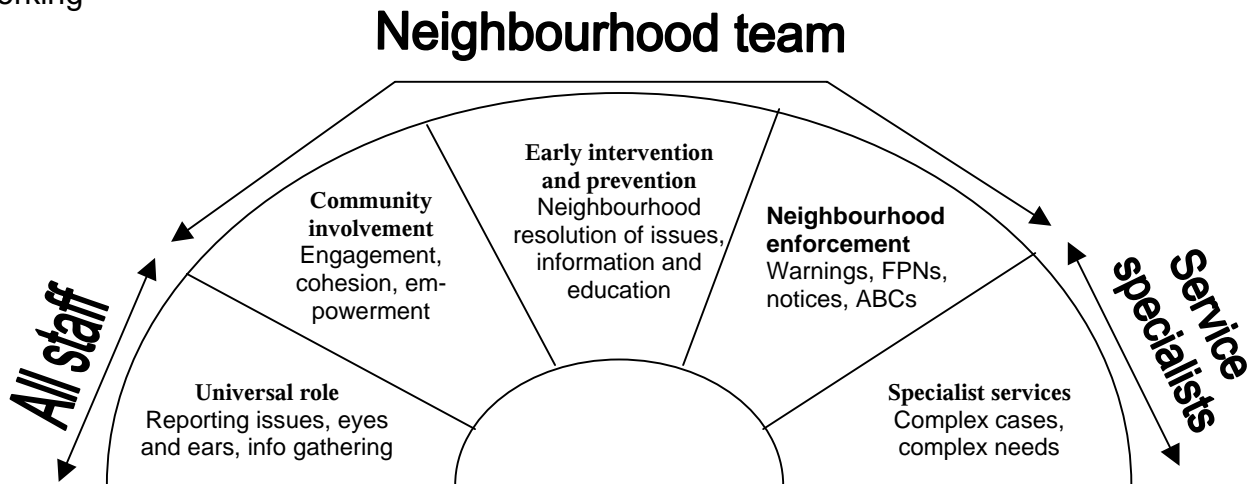 Neighbourhood team
All staff
Universal role
Reporting issues, eyes
and ears, info gathering
Community
involvement
Engagement,
cohesion, em-
powerment
Early intervention
and prevention
Neighbourhood
resolution of issues,
information and
education
Neighbourhood
enforcement
Warnings, FPNs,
notices, ABCs
Specialist services
Complex cases,
complex needs
Service
specialists